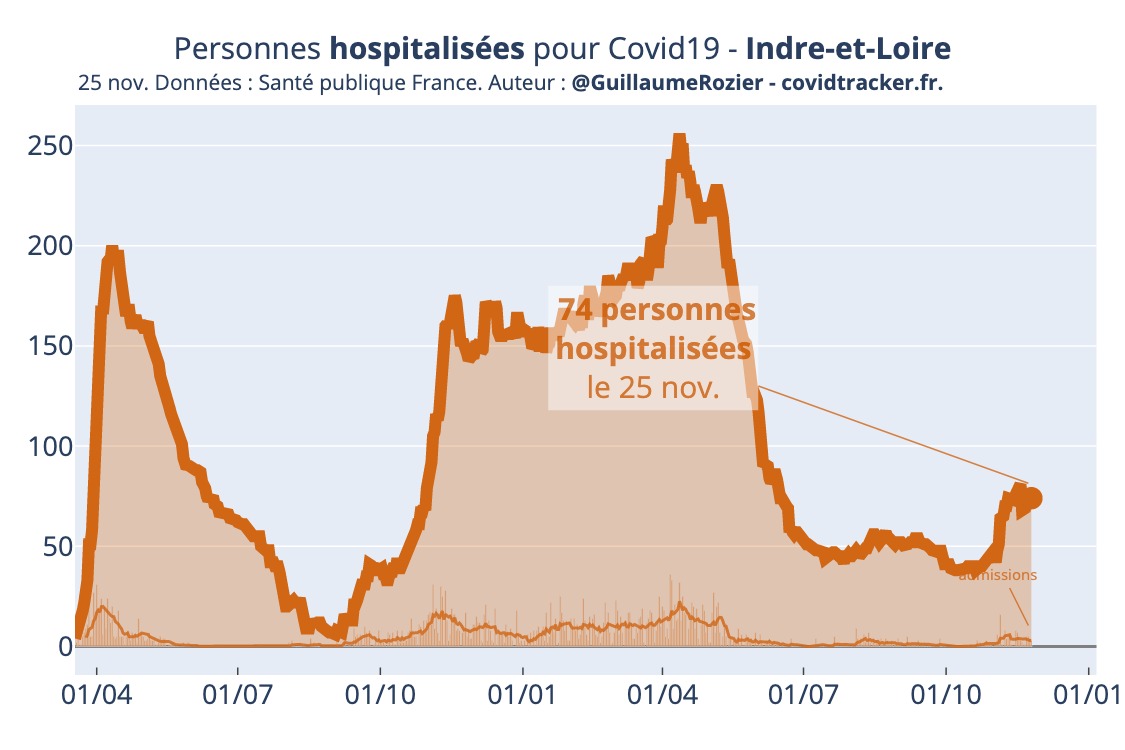 Personnes hospitalisées pour Covid19 - Indre-et-Loire
25 nov. Données : Santé publique France. Auteur : @GuillaumeRozier - covidtracker.fr.
250
200
150
100
50
0
74 personnes
hospitalisées
le 25 nov.
admissions
01/04 01/07 01/10 01/01 01/04 01/07 01/10 01/01